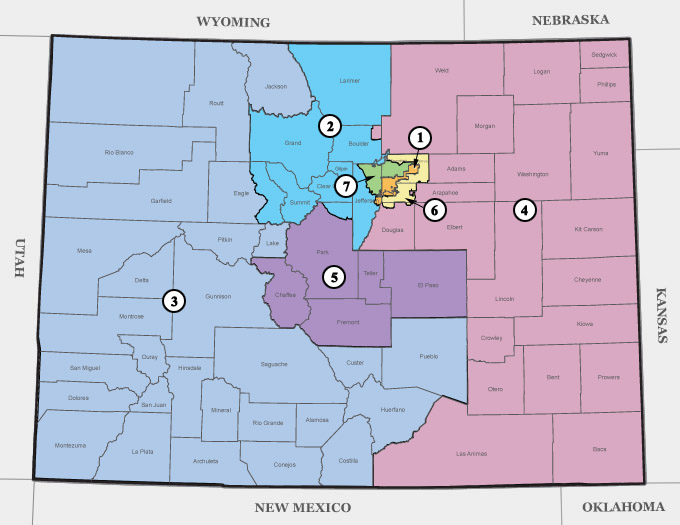 WYOMING
NEBRASKA
Sedgwick
Larimer
Weld
Logan
Jackson
Phillips
Routt
1
2
Morgan
Grand
Boulder
Rio Blanco
Yuma
Gilpin
Adams
Washington
Clear Creek
7
Eagle
Arapahoe
Garfield
Summit
Jefferson
6
4
Douglas
Elbert
Kit Carson
Pitkin
Lake
UTAH
Mesa
Park
Teller
5
Delta
El Paso
Cheyenne
Gunnison
Chaffee
3
Lincoln
KANSAS
Montrose
Fremont
Kiowa
Crowley
Ouray
Pueblo
San Miguel
Hinsdale
Saguache
Custer
Bent
Prowers
Otero
Dolores
San Juan
Mineral
Huerfano
Rio Grande
Alamosa
Montezuma
La Plata
Las Animas
Baca
Archuleta
Conejos
Costilla
NEW MEXICO
OKLAHOMA